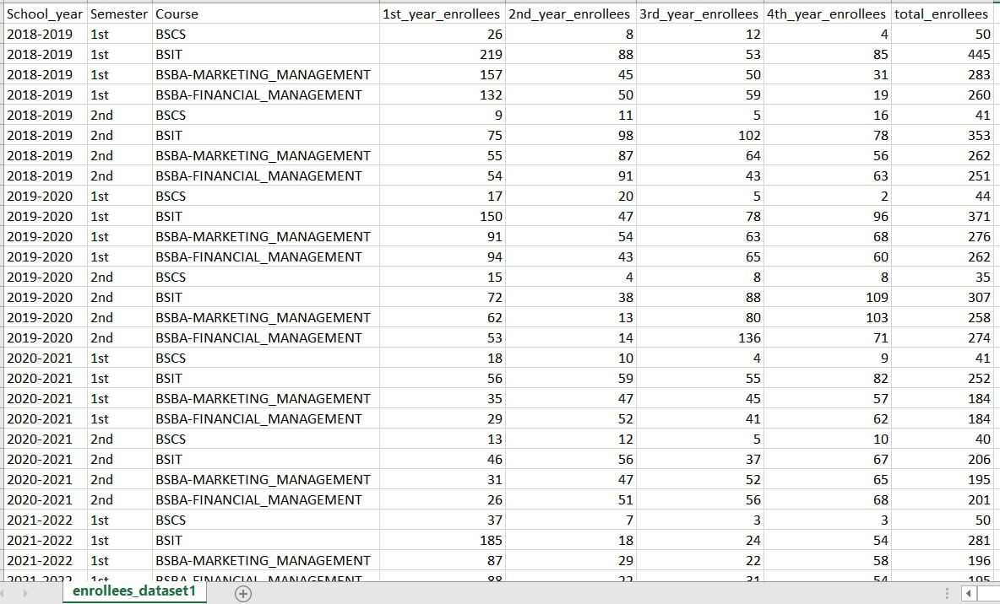 School_year Semester Course 1st_year_enrollees 2nd_year_enrollees 3rd_year_enrollees 4th_year_enrollees total_enrollees
2018-2019 1st BSCS 26 8 12 4 50
2018-2019 1st BSIT 219 88 53 85 445
2018-2019 1st BSBA-MARKETING_MANAGEMENT 157 45 50 31 283
2018-2019 1st BSBA-FINANCIAL_MANAGEMENT 132 50 59 19 260
2018-2019 2nd BSCS 9 11 5 16 41
2018-2019 2nd BSIT 75 98 102 78 353
2018-2019 2nd BSBA-MARKETING_MANAGEMENT 55 87 64 56 262
2018-2019 2nd BSBA-FINANCIAL_MANAGEMENT 54 91 43 63 251
2019-2020 1st BSCS 17 20 5 2 44
2019-2020 1st BSIT 150 47 78 96 371
2019-2020 1st BSBA-MARKETING_MANAGEMENT 91 54 63 68 276
2019-2020 1st BSBA-FINANCIAL_MANAGEMENT 94 43 65 60 262
2019-2020 2nd BSCS 15 4 8 8 35
2019-2020 2nd BSIT 72 38 88 109 307
2019-2020 2nd BSBA-MARKETING_MANAGEMENT 62 13 80 103 258
2019-2020 2nd BSBA-FINANCIAL_MANAGEMENT 53 14 136 71 274
2020-2021 1st BSCS 18 10 4 9 41
2020-2021 1st BSIT 56 59 55 82 252
2020-2021 1st BSBA-MARKETING_MANAGEMENT 35 47 45 57 184
2020-2021 1st BSBA-FINANCIAL_MANAGEMENT 29 52 41 62 184
2020-2021 2nd BSCS 13 12 5 10 40
2020-2021 2nd BSIT 46 56 37 67 206
2020-2021 2nd BSBA-MARKETING_MANAGEMENT 31 47 52 65 195
2020-2021 2nd BSBA-FINANCIAL_MANAGEMENT 26 51 56 68 201
2021-2022 1st BSCS 37 7 3 3 50
2021-2022 1st BSIT 185 18 24 54 281
2021-2022 1st BSBA-MARKETING_MANAGEMENT 87 29 22 58 196
2021-2022 1st BSBA-FINANCIAL_MANAGEMENT 22 31 54 195
enrollees_dataset1